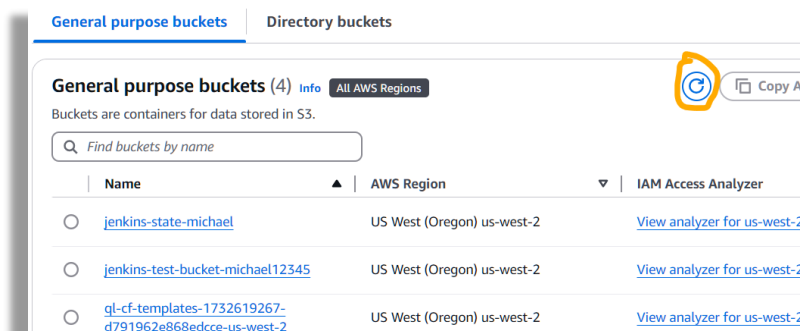 General purpose buckets Directory buckets
General purpose buckets (4) Info All AWS Regions Copy A
Buckets are containers for data stored in S3.
Find buckets by name
Name AWS Region IAM Access Analyzer
jenkins-state-michael US West (Oregon) us-west-2 View analyzer for us-west-2
jenkins-test-bucket-michael12345 US West (Oregon) us-west-2 View analyzer for us-west-2
ql-cf-templates-1732619267-
d791962e868edcce-us-west-2 US West (Oregon) us-west-2 View analyzer for us-west-2